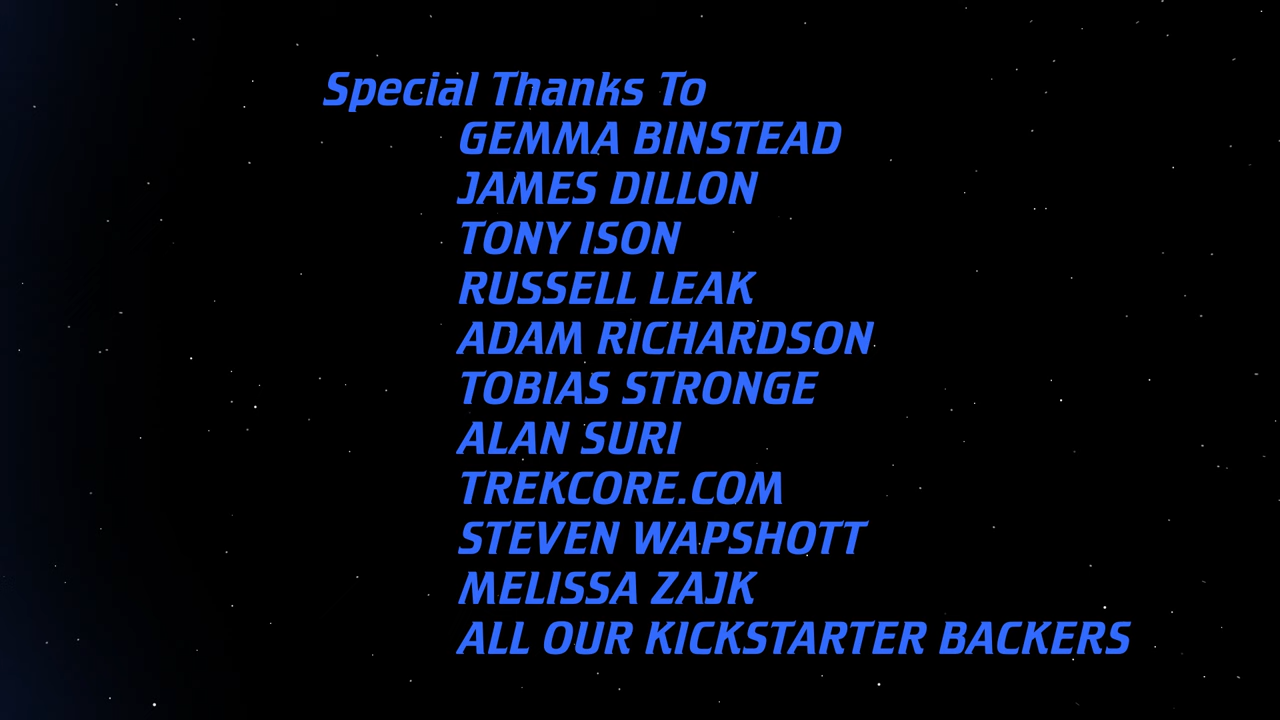 Special Thanks To
GEMMA BINSTEAD
JAMES DILLON
TONY ISON
RUSSELL LEAK
ADAM RICHARDSON
TOBIAS STRONGE
ALAN SURI
TREKCORE.COM
STEVEN WAPSHOTT
MELISSA ZAJK
ALL OUR KICKSTARTER BACKERS